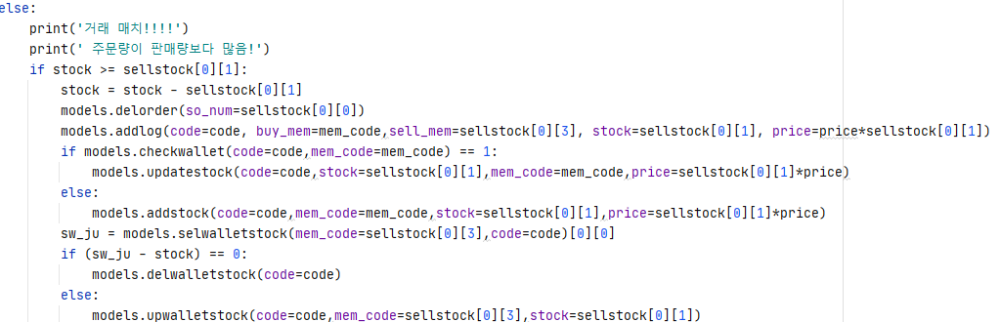 else:
print('거래 매치!!!!')
print(' 주문량이 판매량보다 많음!')
if stock >= sellstock[0][1]:
stock = stock - sellstock[0][1]
models.delorder(so_num=sellstock[0][0])
models.addlog(code=code, buy_mem=mem_code,sell_mem=sellstock[0][3], stock=sellstock[0][1], price=price*sellstock[0][1])
if models.checkwallet(code=code,mem_code=mem_code) == 1:
models.updatestock(code=code,stock=sellstock[0][1],mem_code=mem_code,price=sellstock[0][1]*price)
else:
models.addstock(code=code,mem_code=mem_code,stock=sellstock[0][1],price=sellstock[0][1]*price)
sw_ju = models.selwalletstock(mem_code=sellstock[0][3],code=code)[0][0]
if (sw_ju - stock) == 0:
models.delwalletstock(code=code)
else:
models.upwalletstock(code=code,mem_code=sellstock[0][3],stock=sellstock[0][1])